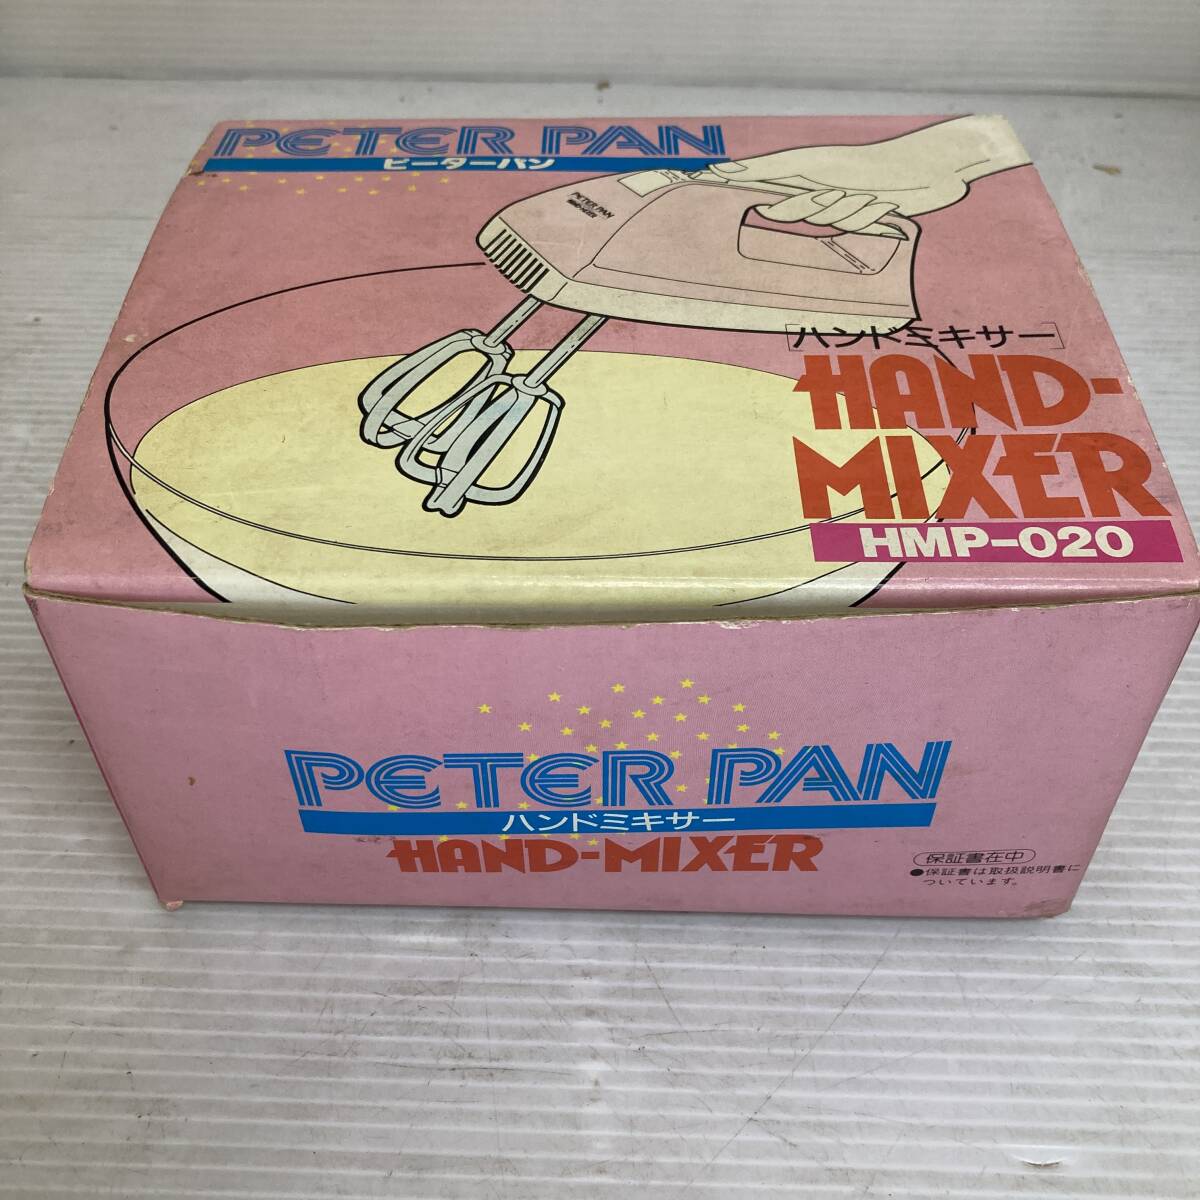 PETER PAN
ピーターパン
PETER PAN
HAND-MIXER
[ハンドミキサー]
HAND-
MIXER
HMP-020
PETER PAN
ハンドミキサー
HAND-MIXER
保証書在中
●保証書は取扱説明書に
ついています。